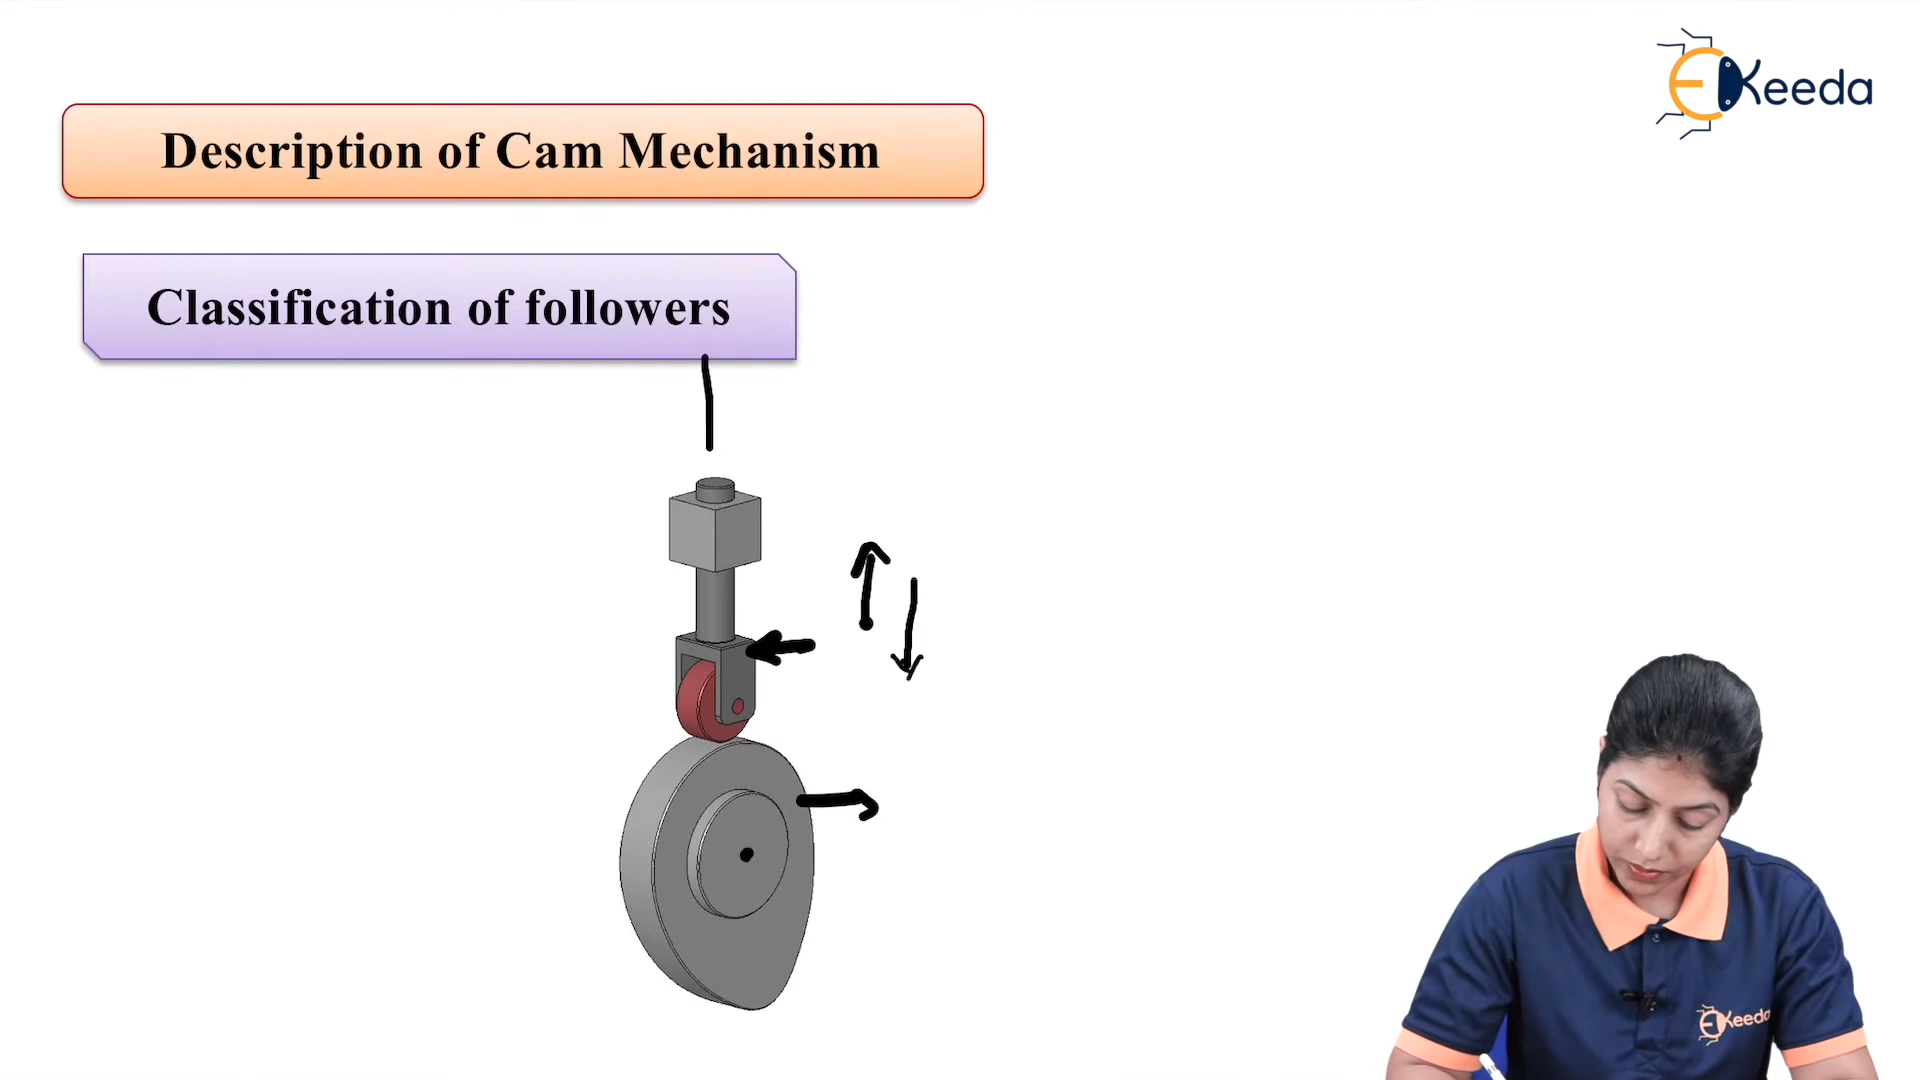 EKeeda
Description of Cam Mechanism
Classification of followers
EKeeda